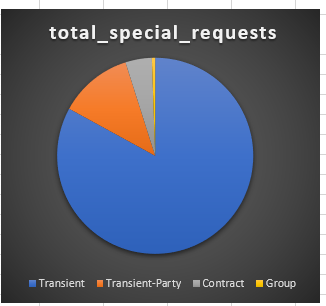 total_special_requests
Transient Transient-Party Contract Group